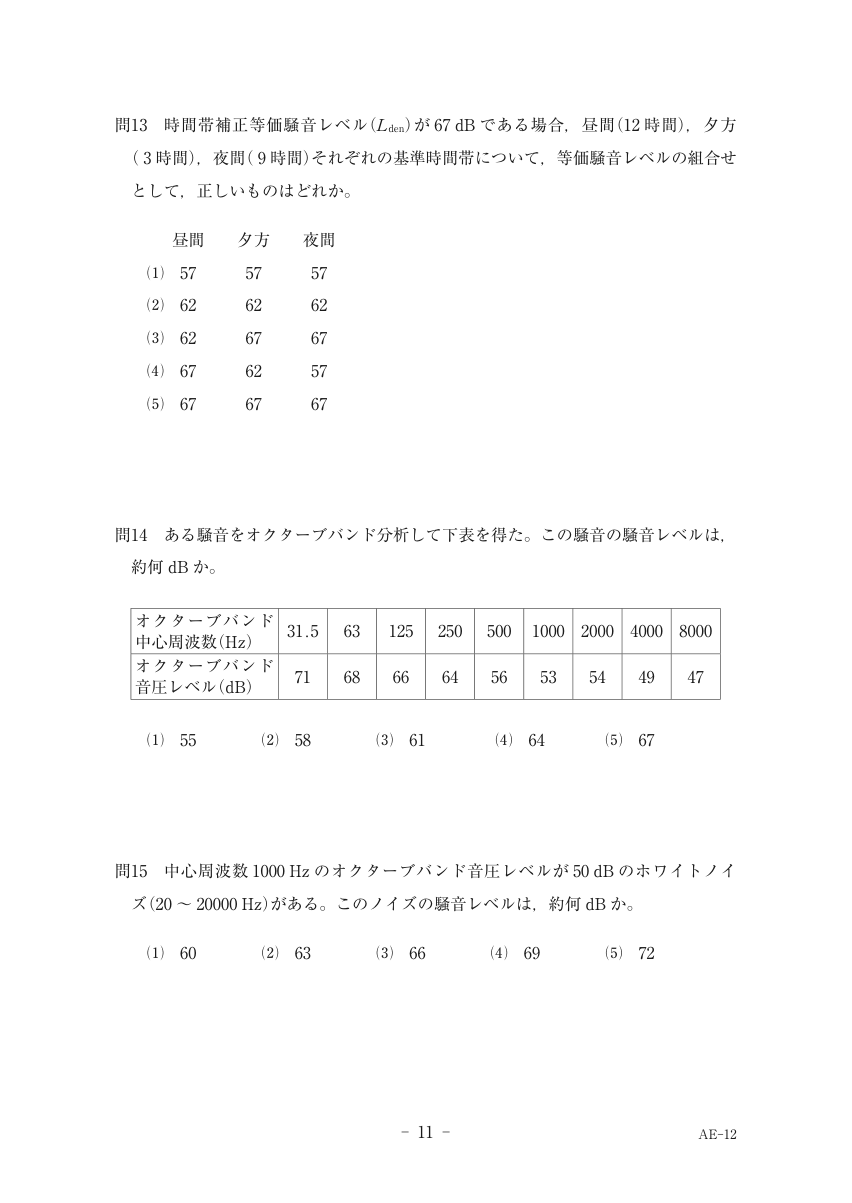 問13　時間帯補正等価騒音レベル(Lden)が 67 dB である場合，昼間(12 時間)，夕方
( 3 時間)，夜間( 9 時間)それぞれの基準時間帯について，等価騒音レベルの組合せ
として，正しいものはどれか。
昼間　夕方　夜間
(1)　57　57　57
(2)　62　62　62
(3)　62　67　67
(4)　67　62　57
(5)　67　67　67
問14　ある騒音をオクターブバンド分析して下表を得た。この騒音の騒音レベルは，
約何 dB か。
オクターブバンド
中心周波数(Hz)　31.5　63　125　250　500　1000　2000　4000　8000
オクターブバンド
音圧レベル(dB)　71　68　66　64　56　53　54　49　47
(1)　55　(2)　58　(3)　61　(4)　64　(5)　67
問15　中心周波数 1000 Hz のオクターブバンド音圧レベルが 50 dB のホワイトノイ
ズ(20 ～ 20000 Hz)がある。このノイズの騒音レベルは，約何 dB か。
(1)　60　(2)　63　(3)　66　(4)　69　(5)　72
－ 11 －　AE−12